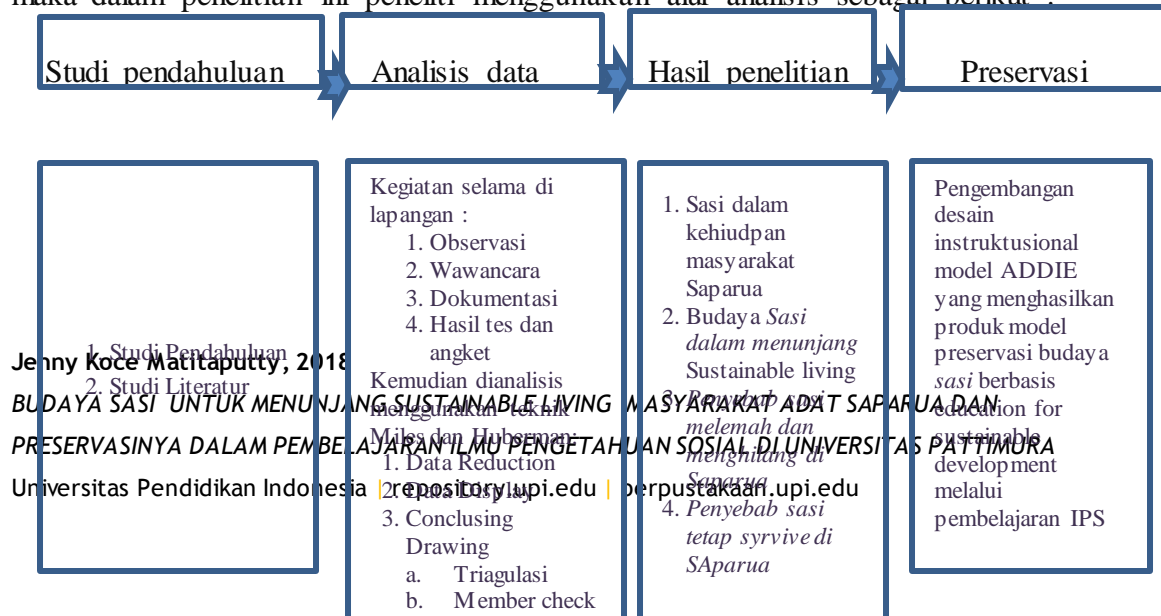 maka dalam penelitian ini peneliti menggunakan alur analisis sebagai berikut :
Studi pendahuluan
Analisis data
Hasil penelitian
Preservasi
1. Studi Pendahuluan
2. Studi Literatur
Kegiatan selama di
lapangan :
1. Observasi
2. Wawancara
3. Dokumentasi
4. Hasil tes dan
angket
Kemudian dianalisis
menggunakan teknik
Miles dan Huberman:
1. Data Reduction
2. Data Display
3. Conclusing
Drawing
a. Triagulasi
b. Member check
1. Sasi dalam
kehiudpan
masyarakat
Saparua
2. Budaya Sasi
dalam menunjang
Sustainable living
3. Penyebab sasi
melemah dan
menghilang di
Saparua
4. Penyebab sasi
tetap syrvive di
SAparua
Pengembangan
desain
instruktusional
model ADDIE
yang menghasilkan
produk model
preservasi budaya
sasi berbasis
education for
sustainable
development
melalui
pembelajaran IPS
Jenny Koce Matitaputty, 2018
BUDAYA SASI UNTUK MENUNJANG SUSTAINABLE LIVING MASYARAKAT ADAT SAPARUA DAN
PRESERVASINYA DALAM PEMBELAJARAN ILMU PENGETAHUAN SOSIAL DI UNIVERSITAS PATTIMURA
Universitas Pendidikan Indonesia | repository.upi.edu | perpustakaan.upi.edu